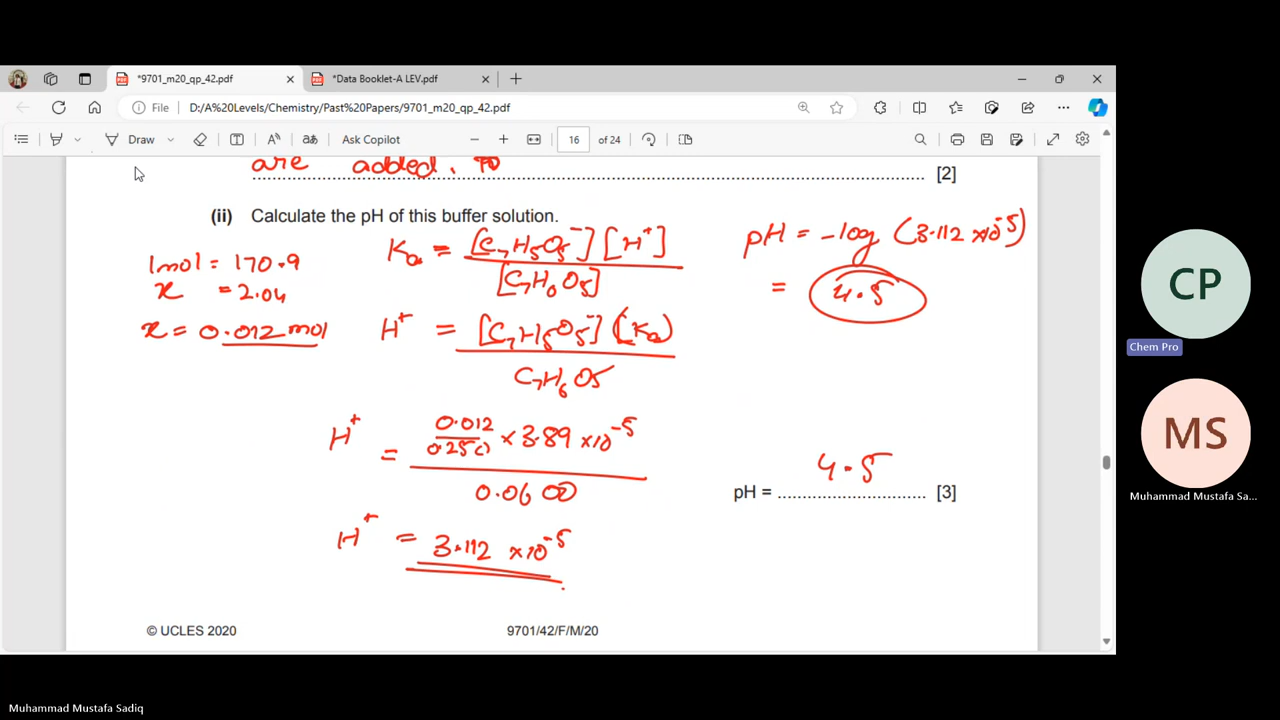 *9701_m20_qp_42.pdf
*Data Booklet-A LEV.pdf
File D:/A%20Levels/Chemistry/Past%20Papers/9701_m20_qp_42.pdf
Draw
Ask Copilot
16 of 24
are added. to
[2]
(ii) Calculate the pH of this buffer solution.
1mol = 170.9
x = 2.04
x = 0.012 mol
Ka = [C7H5O5⁻] [H⁺]
[C7H6O5]
H⁺ = [C7H5O5⁻] (Ka)
C7H6O5
H⁺ = 0.012
0.250 × 3.89 × 10⁻⁵
0.0600
H⁺ = 3.112 × 10⁻⁵
pH = -log (3.112 × 10⁻⁵)
= 4.5
4.5
pH = .............................. [3]
© UCLES 2020
9701/42/F/M/20
CP
Chem Pro
MS
Muhammad Mustafa Sa...
Muhammad Mustafa Sadiq